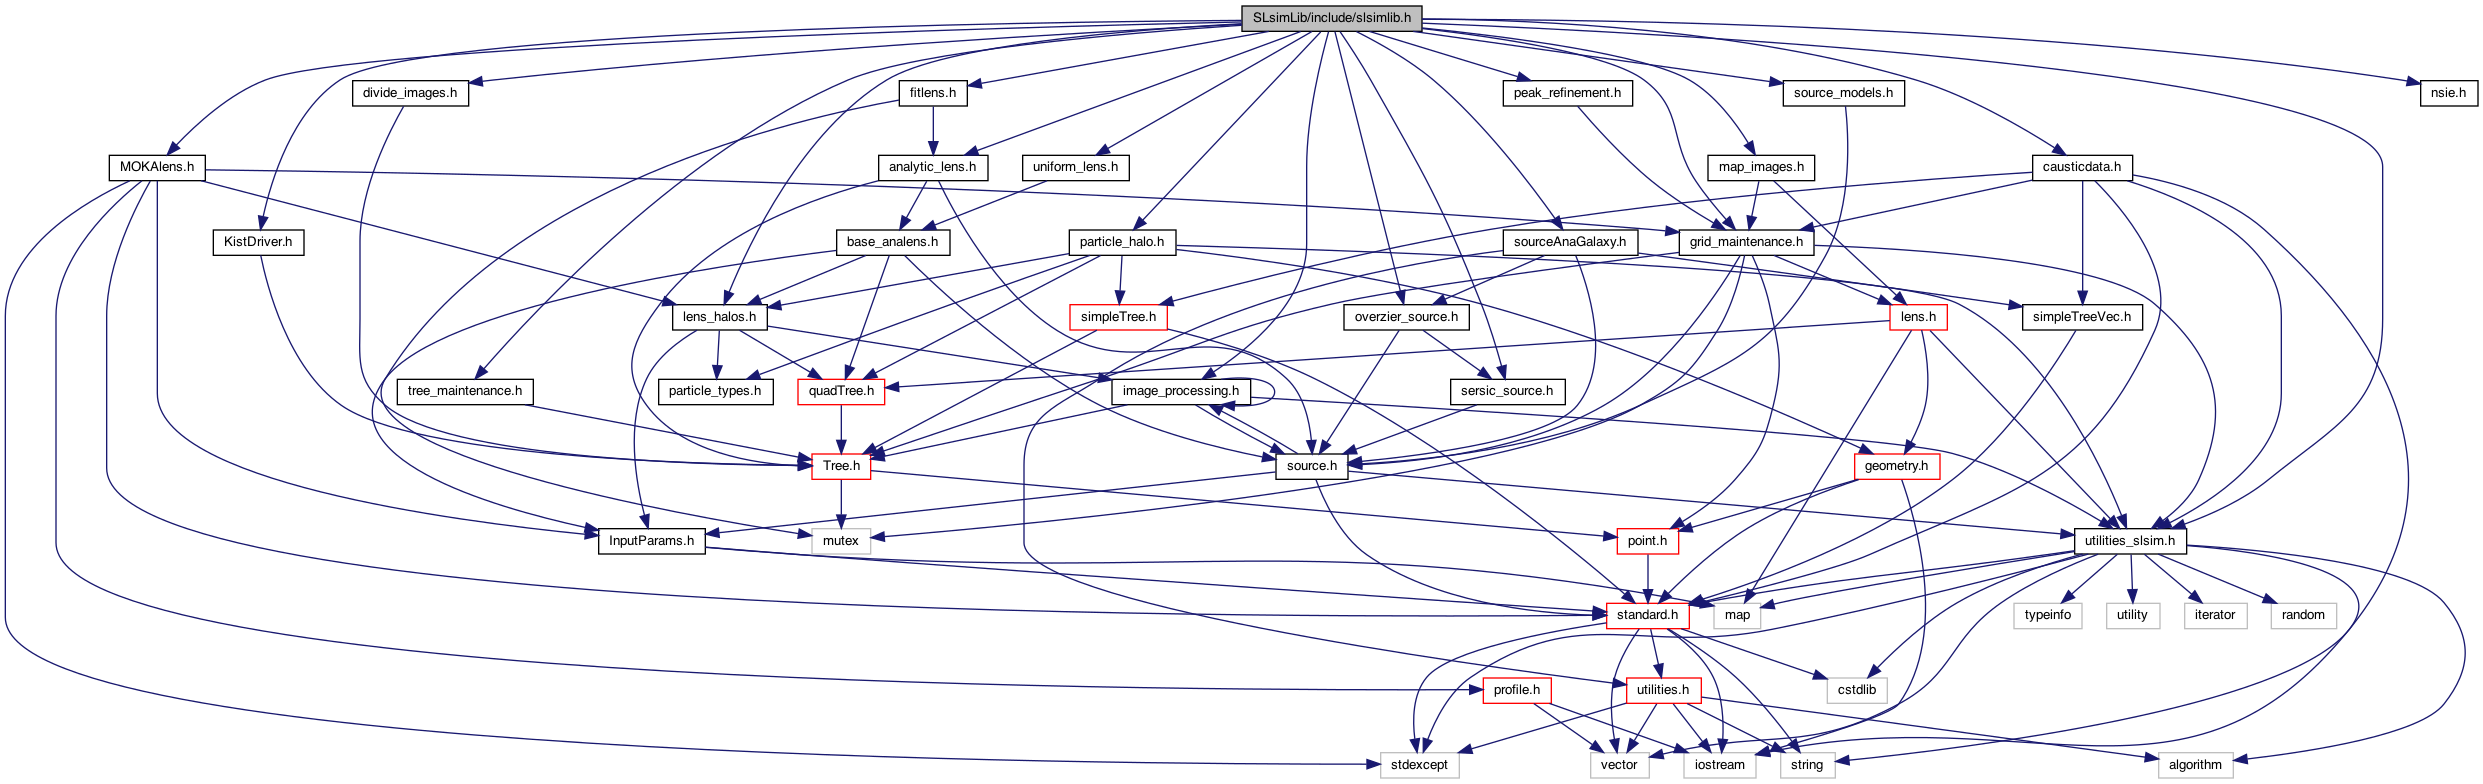 SLsimLib/include/slsimlib.h
divide_images.h
fitlens.h
peak_refinement.h
source_models.h
nsie.h
MOKAlens.h
analytic_lens.h
uniform_lens.h
map_images.h
causticdata.h
KistDriver.h
base_analens.h
particle_halo.h
sourceAnaGalaxy.h
grid_maintenance.h
lens_halos.h
simpleTree.h
overzier_source.h
lens.h
simpleTreeVec.h
tree_maintenance.h
particle_types.h
quadTree.h
image_processing.h
sersic_source.h
Tree.h
source.h
geometry.h
InputParams.h
mutex
point.h
utilities_slsim.h
standard.h
map
typeinfo
utility
iterator
random
profile.h
utilities.h
cstdlib
stdexcept
vector
iostream
string
algorithm